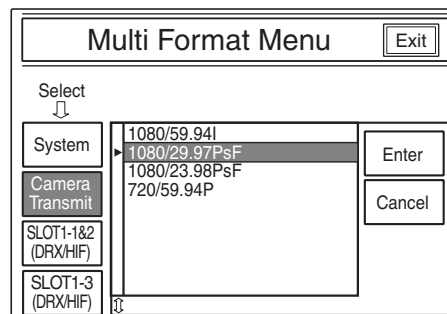 Multi Format Menu
Exit
Select
System
Camera
Transmit
SLOT1-1&2
(DRX/HIF)
SLOT1-3
(DRX/HIF)
1080/59.94I
1080/29.97PsF
1080/23.98PsF
720/59.94P
Enter
Cancel